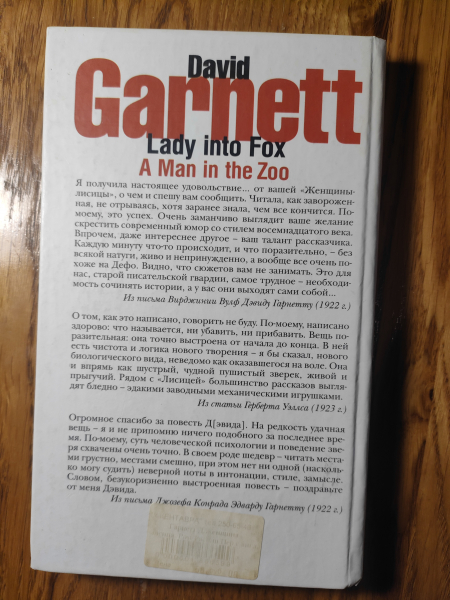 David
Garnett
Lady into Fox
A Man in the Zoo
Я получила настоящее удовольствие... от вашей «Женщины-
лисицы», о чем и спешу вам сообщить. Читала, как заворожен-
ная, не отрываясь, хотя заранее знала, чем все кончится. По-
моему, это успех. Очень заманчиво выглядит ваше желание
скрестить современный юмор со стилем восемнадцатого века.
Впрочем, даже интереснее другое – ваш талант рассказчика.
Каждую минуту что-то происходит, и что поразительно, – без
всякой натуги, живо и непринужденно, а вообще все очень по-
хоже на Дефо. Видно, что сюжетов вам не занимать. Это для
нас, старой писательской гвардии, самое трудное – необходи-
мость сочинять истории, а у вас они выходят сами собой...
Из письма Вирджинии Вулф Дэвиду Гарнетту (1922 г.)
О том, как это написано, говорить не буду. По-моему, написано
здорово: что называется, ни убавить, ни прибавить. Вещь по-
разительная: она точно выстроена от начала до конца. В ней
есть чистота и логика нового творения – я бы сказал, нового
биологического вида, неведомо как оказавшегося на воле. Они
и впрямь как шустрый, чудной пушистый зверек, живой и
прыгучий. Рядом с «Лисицей» большинство рассказов выгля-
дят бледно – эдакими заводными механическими игрушками.
Из статьи Герберта Уэллса (1923 г.)
Огромное спасибо за повесть Д[эвида]. На редкость удачная
вещь – я и не припомню ничего подобного за последнее вре-
мя. По-моему, суть человеческой психологии и поведение зве-
ря схвачены очень точно. В своем роде шедевр – читать места-
ми грустно, местами смешно, при этом нет ни одной (насколь-
ко могу судить) неверной ноты в интонации, стиле, замысле.
Словом, безукоризненно выстроенная повесть – поздравьте
от меня Дэвида.
Из письма Джозефа Конрада Эдварду Гарнетту (1922 г.)